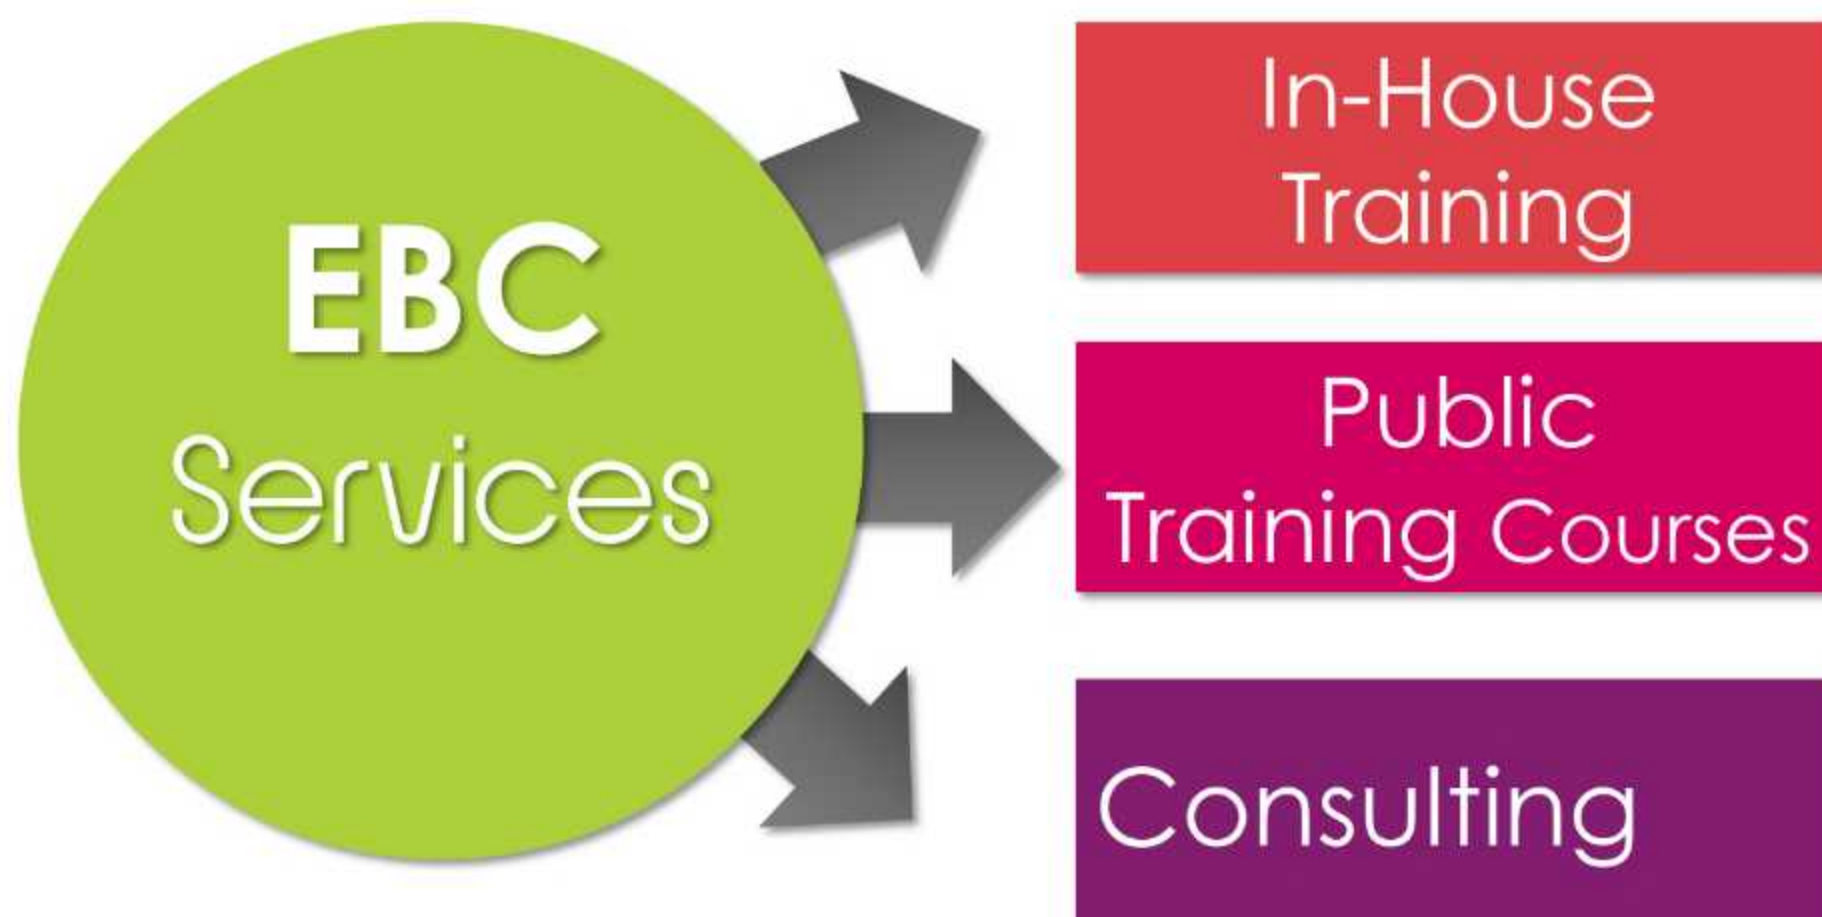 EBC
Services
In-House
Training
Public
Training Courses
Consulting